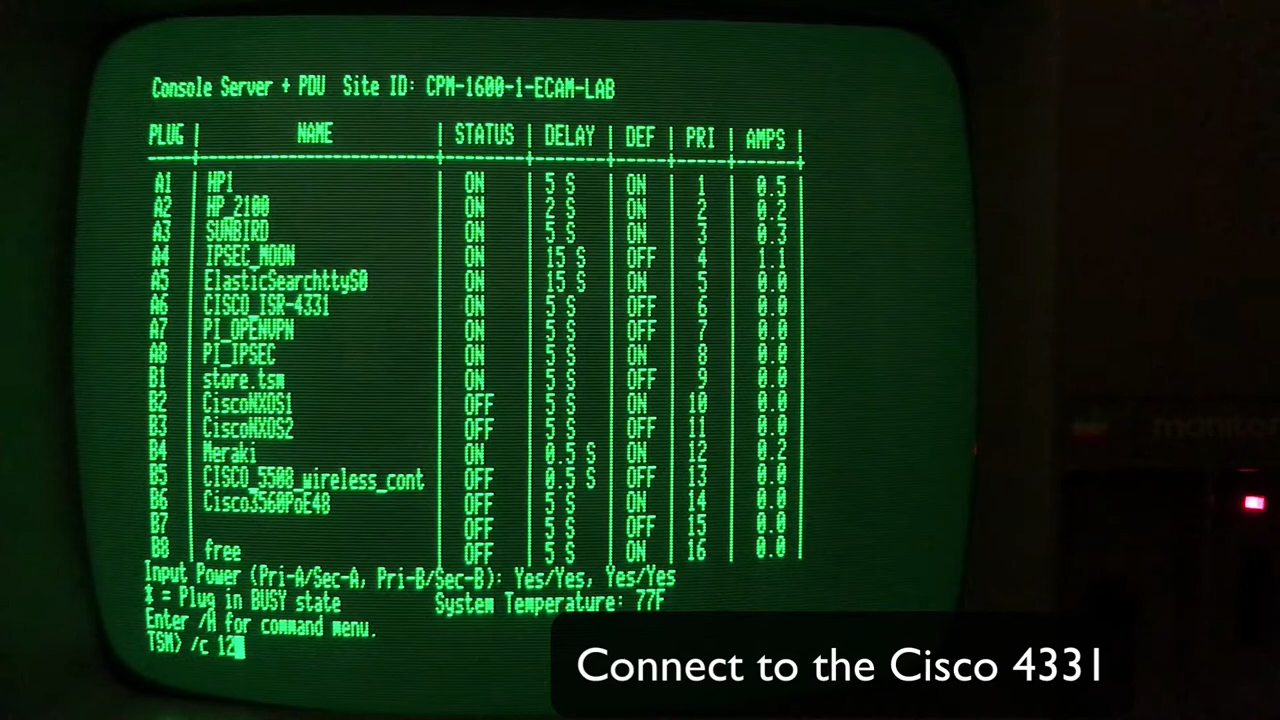 Console Server + PDU Site ID: CPM-1600-1-ECAM-LAB
PLUG | NAME | STATUS | DELAY | DEF | PRI | AMPS |
A1 | HP1 | ON | 5 S | ON | 1 | 0.5 |
A2 | HP_2100 | ON | 2 S | ON | 2 | 0.2 |
A3 | SUNBIRD | ON | 5 S | ON | 3 | 0.3 |
A4 | IPSEC_MOON | ON | 15 S | OFF | 4 | 1.1 |
A5 | ElasticSearchttyS0 | ON | 15 S | ON | 5 | 0.0 |
A6 | CISCO_ISR-4331 | ON | 5 S | OFF | 6 | 0.0 |
A7 | PI_OPENVPN | ON | 5 S | OFF | 7 | 0.0 |
A8 | PI_IPSEC | ON | 5 S | ON | 8 | 0.0 |
B1 | store.tsm | ON | 5 S | OFF | 9 | 0.0 |
B2 | CiscoNXOS1 | OFF | 5 S | ON | 10 | 0.0 |
B3 | CiscoNXOS2 | OFF | 5 S | OFF | 11 | 0.0 |
B4 | Meraki | ON | 0.5 S | ON | 12 | 0.2 |
B5 | CISCO_5508_wireless_cont | OFF | 0.5 S | OFF | 13 | 0.0 |
B6 | Cisco3560PoE48 | OFF | 5 S | ON | 14 | 0.0 |
B7 | | OFF | 5 S | OFF | 15 | 0.0 |
B8 | free | OFF | 5 S | ON | 16 | 0.0 |
Input Power (Pri-A/Sec-A, Pri-B/Sec-B): Yes/Yes, Yes/Yes
* = Plug in BUSY state System Temperature: 77F
Enter /H for command menu.
TSM> /c 12
monitor
Connect to the Cisco 4331